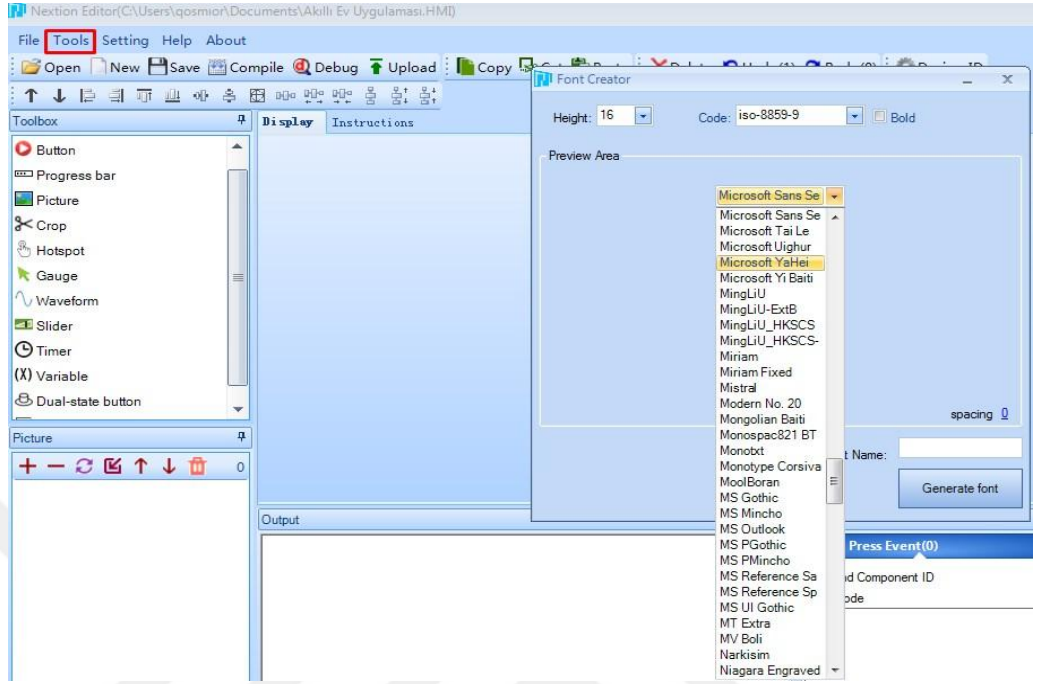 Nextion Editor(C:\Users\qosmior\Documents\Akıllı Ev Uygulaması.HMI)
File Tools Setting Help About
Open New Save Compile Debug Upload Copy
Toolbox
Button
Progress bar
Picture
Crop
Hotspot
Gauge
Waveform
Slider
Timer
(X) Variable
Dual-state button
Picture
0
Display Instructions
Output
Font Creator
Height: 16 Code: iso-8859-9 Bold
Preview Area
Microsoft Sans Se
Microsoft Sans Se
Microsoft Tai Le
Microsoft Uighur
Microsoft YaHei
Microsoft Yi Baiti
MingLiU
MingLiU-ExtB
MingLiU_HKSCS
MingLiU_HKSCS-
Miriam
Miriam Fixed
Mistral
Modern No. 20
Mongolian Baiti
Monospac821 BT
Monotxt
Monotype Corsiva
MoolBoran
MS Gothic
MS Mincho
MS Outlook
MS PGothic
MS PMincho
MS Reference Sa
MS Reference Sp
MS UI Gothic
MT Extra
MV Boli
Narkisim
Niagara Engraved
spacing 0
t Name:
Generate font
Press Event(0)
nd Component ID
ode